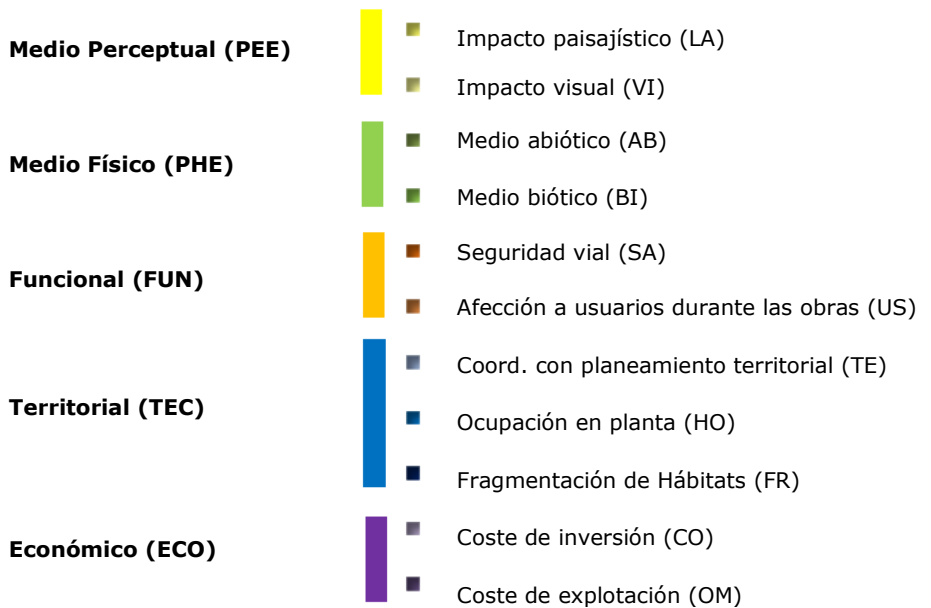 Medio Perceptual (PEE)
Impacto paisajístico (LA)
Impacto visual (VI)
Medio Físico (PHE)
Medio abiótico (AB)
Medio biótico (BI)
Funcional (FUN)
Seguridad vial (SA)
Afección a usuarios durante las obras (US)
Territorial (TEC)
Coord. con planeamiento territorial (TE)
Ocupación en planta (HO)
Fragmentación de Hábitats (FR)
Económico (ECO)
Coste de inversión (CO)
Coste de explotación (OM)